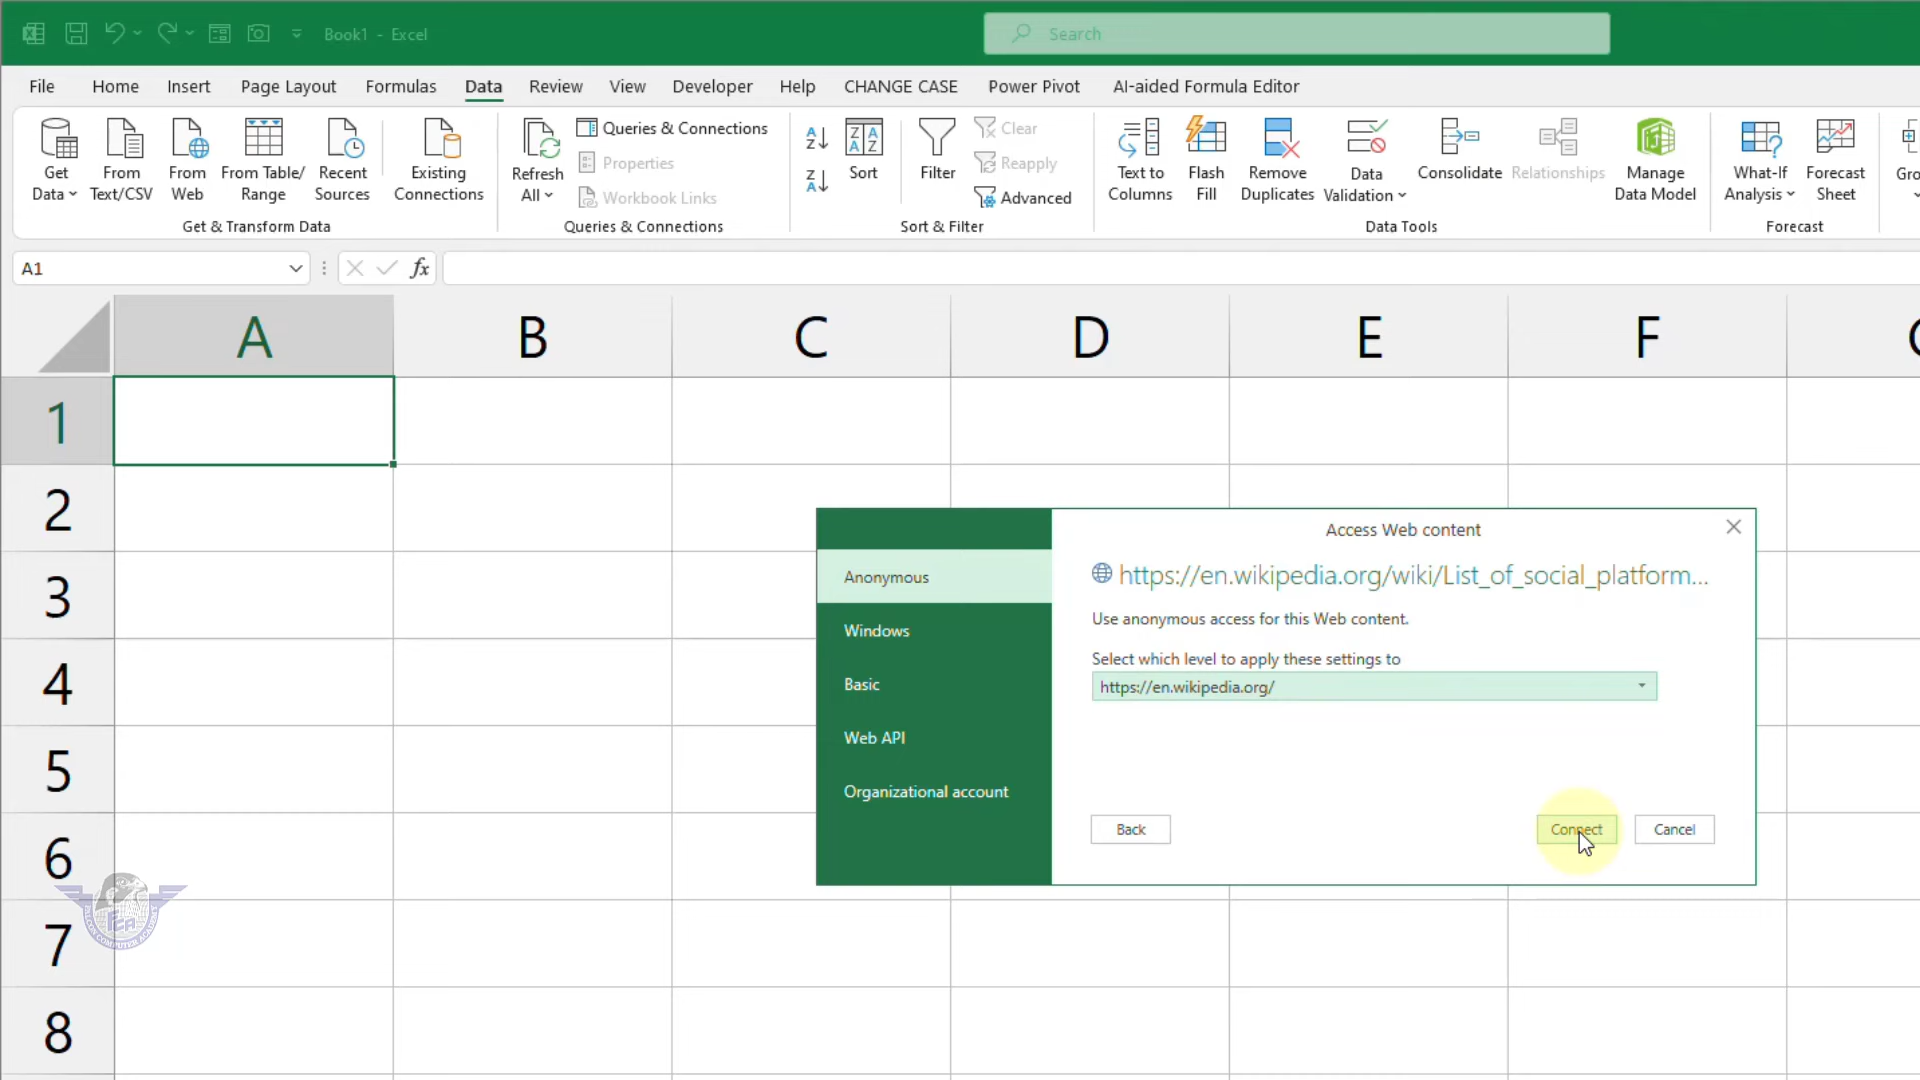 Book1 - Excel
Search
File Home Insert Page Layout Formulas Data Review View Developer Help CHANGE CASE Power Pivot AI-aided Formula Editor
Get Data
From Text/CSV
From Web
From Table/ Range
Recent Sources
Existing Connections
Get & Transform Data
Refresh All
Queries & Connections
Properties
Workbook Links
Queries & Connections
Sort
Filter
Clear
Reapply
Advanced
Sort & Filter
Text to Columns
Flash Fill
Remove Duplicates
Data Validation
Consolidate
Relationships
Manage Data Model
Data Tools
What-If Analysis
Forecast Sheet
Forecast
A1
fx
A B C D E F
1
2
3
4
5
6
7
8
Access Web content
Anonymous
Windows
Basic
Web API
Organizational account
https://en.wikipedia.org/wiki/List_of_social_platform...
Use anonymous access for this Web content.
Select which level to apply these settings to
https://en.wikipedia.org/
Back
Connect
Cancel
FCA
FALCON COMPUTER ACADEMY